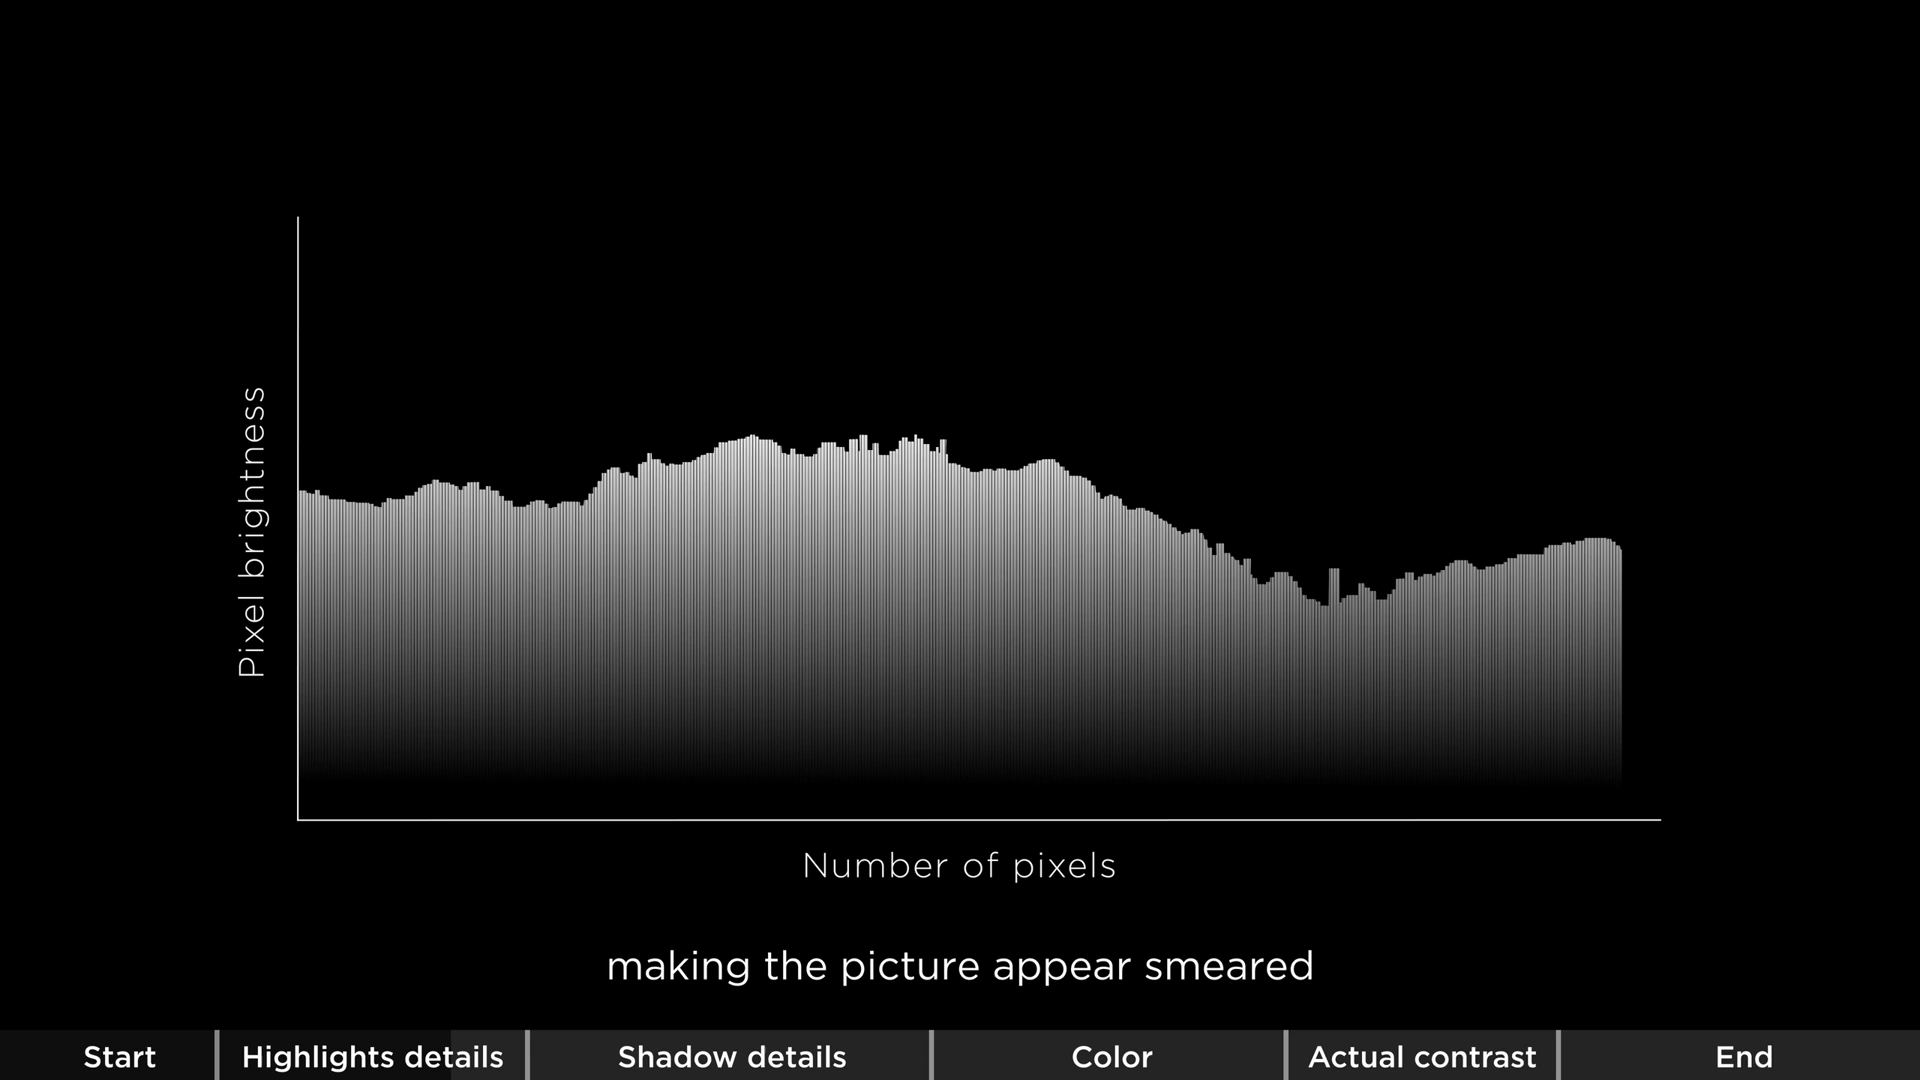 Pixel brightness
Number of pixels
making the picture appear smeared
Start
Highlights details
Shadow details
Color
Actual contrast
End